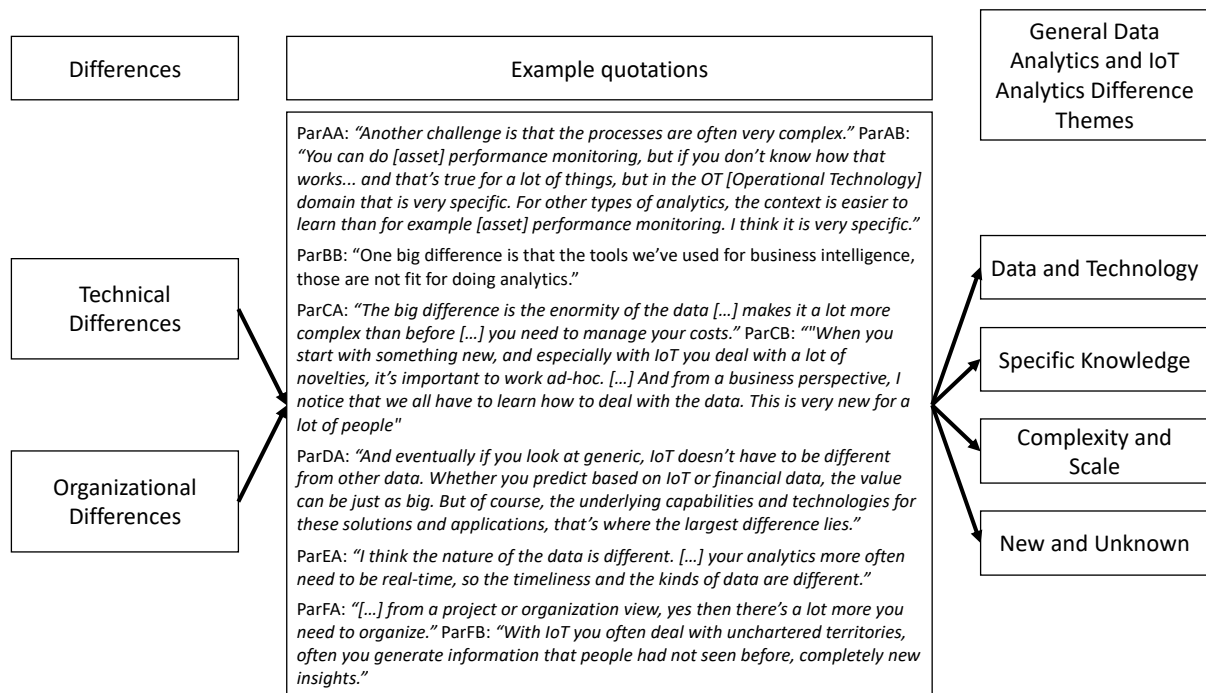 Differences
Example quotations
General Data
Analytics and IoT
Analytics Difference
Themes
Technical
Differences
Organizational
Differences
ParAA: “Another challenge is that the processes are often very complex.” ParAB:
“You can do [asset] performance monitoring, but if you don’t know how that
works... and that’s true for a lot of things, but in the OT [Operational Technology]
domain that is very specific. For other types of analytics, the context is easier to
learn than for example [asset] performance monitoring. I think it is very specific.”
ParBB: “One big difference is that the tools we’ve used for business intelligence,
those are not fit for doing analytics.”
ParCA: “The big difference is the enormity of the data […] makes it a lot more
complex than before […] you need to manage your costs.” ParCB: “"When you
start with something new, and especially with IoT you deal with a lot of
novelties, it’s important to work ad-hoc. […] And from a business perspective, I
notice that we all have to learn how to deal with the data. This is very new for a
lot of people"
ParDA: “And eventually if you look at generic, IoT doesn’t have to be different
from other data. Whether you predict based on IoT or financial data, the value
can be just as big. But of course, the underlying capabilities and technologies for
these solutions and applications, that’s where the largest difference lies.”
ParEA: “I think the nature of the data is different. […] your analytics more often
need to be real-time, so the timeliness and the kinds of data are different.”
ParFA: “[…] from a project or organization view, yes then there’s a lot more you
need to organize.” ParFB: “With IoT you often deal with unchartered territories,
often you generate information that people had not seen before, completely new
insights.”
Data and Technology
Specific Knowledge
Complexity and
Scale
New and Unknown